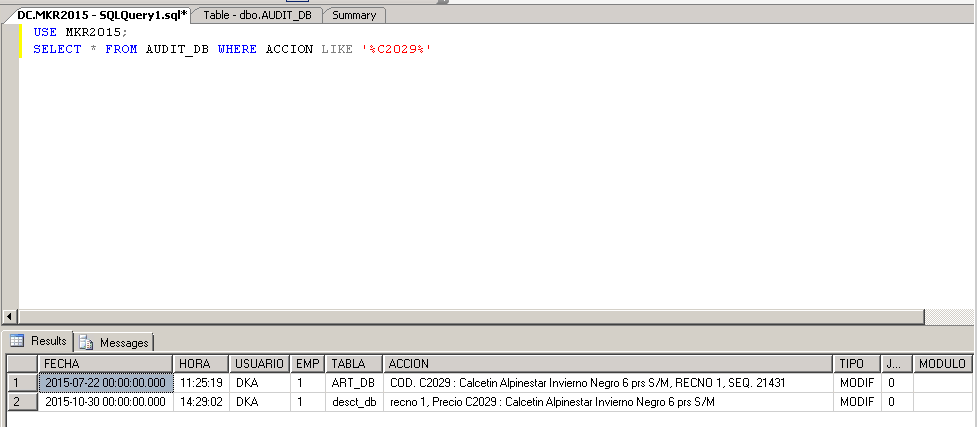 DC.MKR2015 - SQLQuery1.sql* Table - dbo.AUDIT_DB Summary
USE MKR2015;
SELECT * FROM AUDIT_DB WHERE ACCION LIKE '%C2029%'
Results Messages
FECHA HORA USUARIO EMP TABLA ACCION TIPO J... MODULO
1 2015-07-22 00:00:00.000 11:25:19 DKA 1 ART_DB COD. C2029 : Calcetin Alpinestar Invierno Negro 6 prs S/M, RECNO 1, SEQ. 21431 MODIF 0
2 2015-10-30 00:00:00.000 14:29:02 DKA 1 desct_db recno 1, Precio C2029 : Calcetin Alpinestar Invierno Negro 6 prs S/M MODIF 0